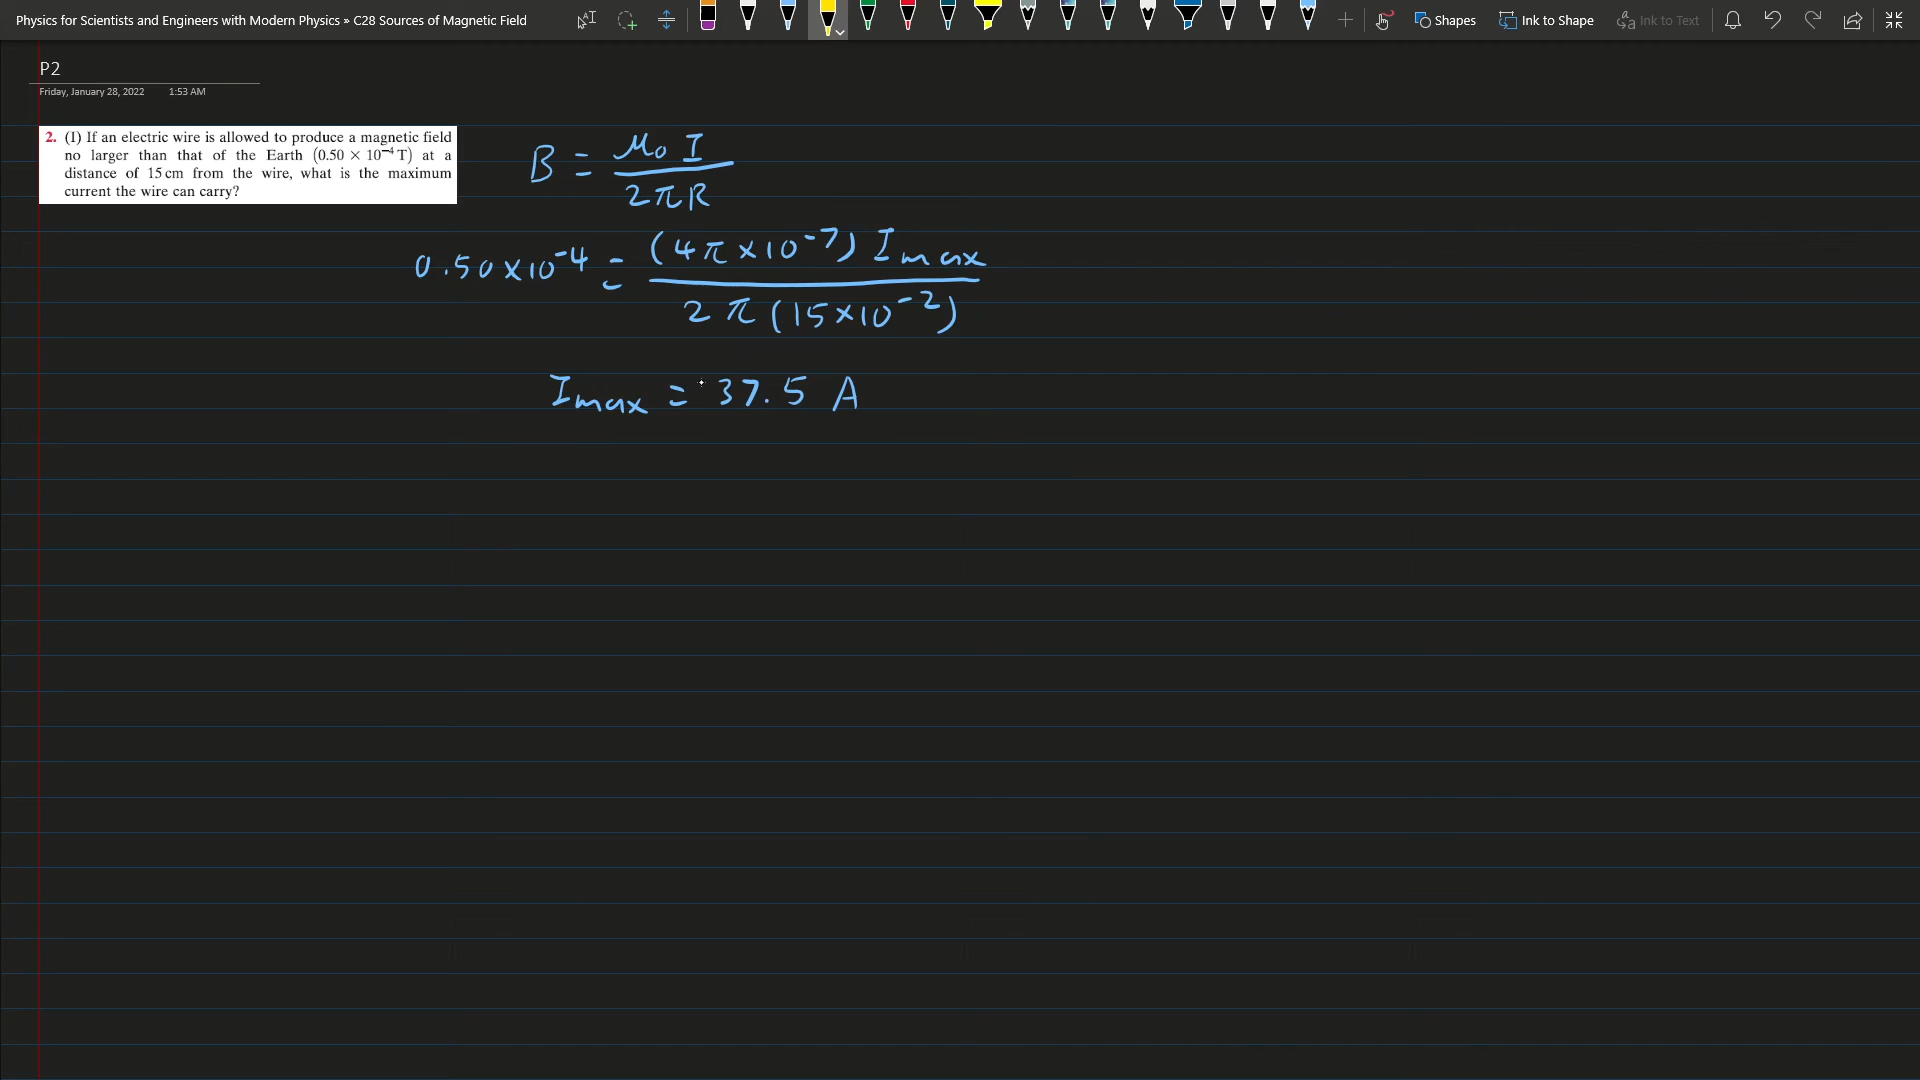 Physics for Scientists and Engineers with Modern Physics » C28 Sources of Magnetic Field
Shapes
Ink to Shape
Ink to Text
P2
Friday, January 28, 2022 1:53 AM
2. (I) If an electric wire is allowed to produce a magnetic field
no larger than that of the Earth (0.50 × 10⁻⁴ T) at a
distance of 15 cm from the wire, what is the maximum
current the wire can carry?
B = μ₀ I / 2πR
0.50×10⁻⁴ = (4π×10⁻⁷) I max / 2π(15×10⁻²)
I max = 37.5 A